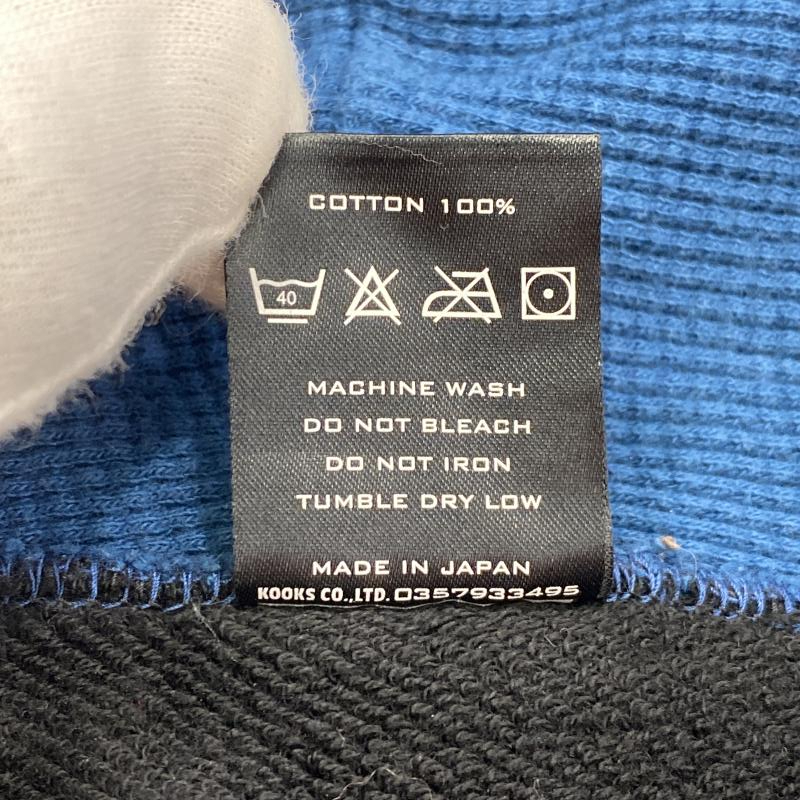 COTTON 100%
40
MACHINE WASH
DO NOT BLEACH
DO NOT IRON
TUMBLE DRY LOW
MADE IN JAPAN
KOOKS CO.,LTD. 0357933495